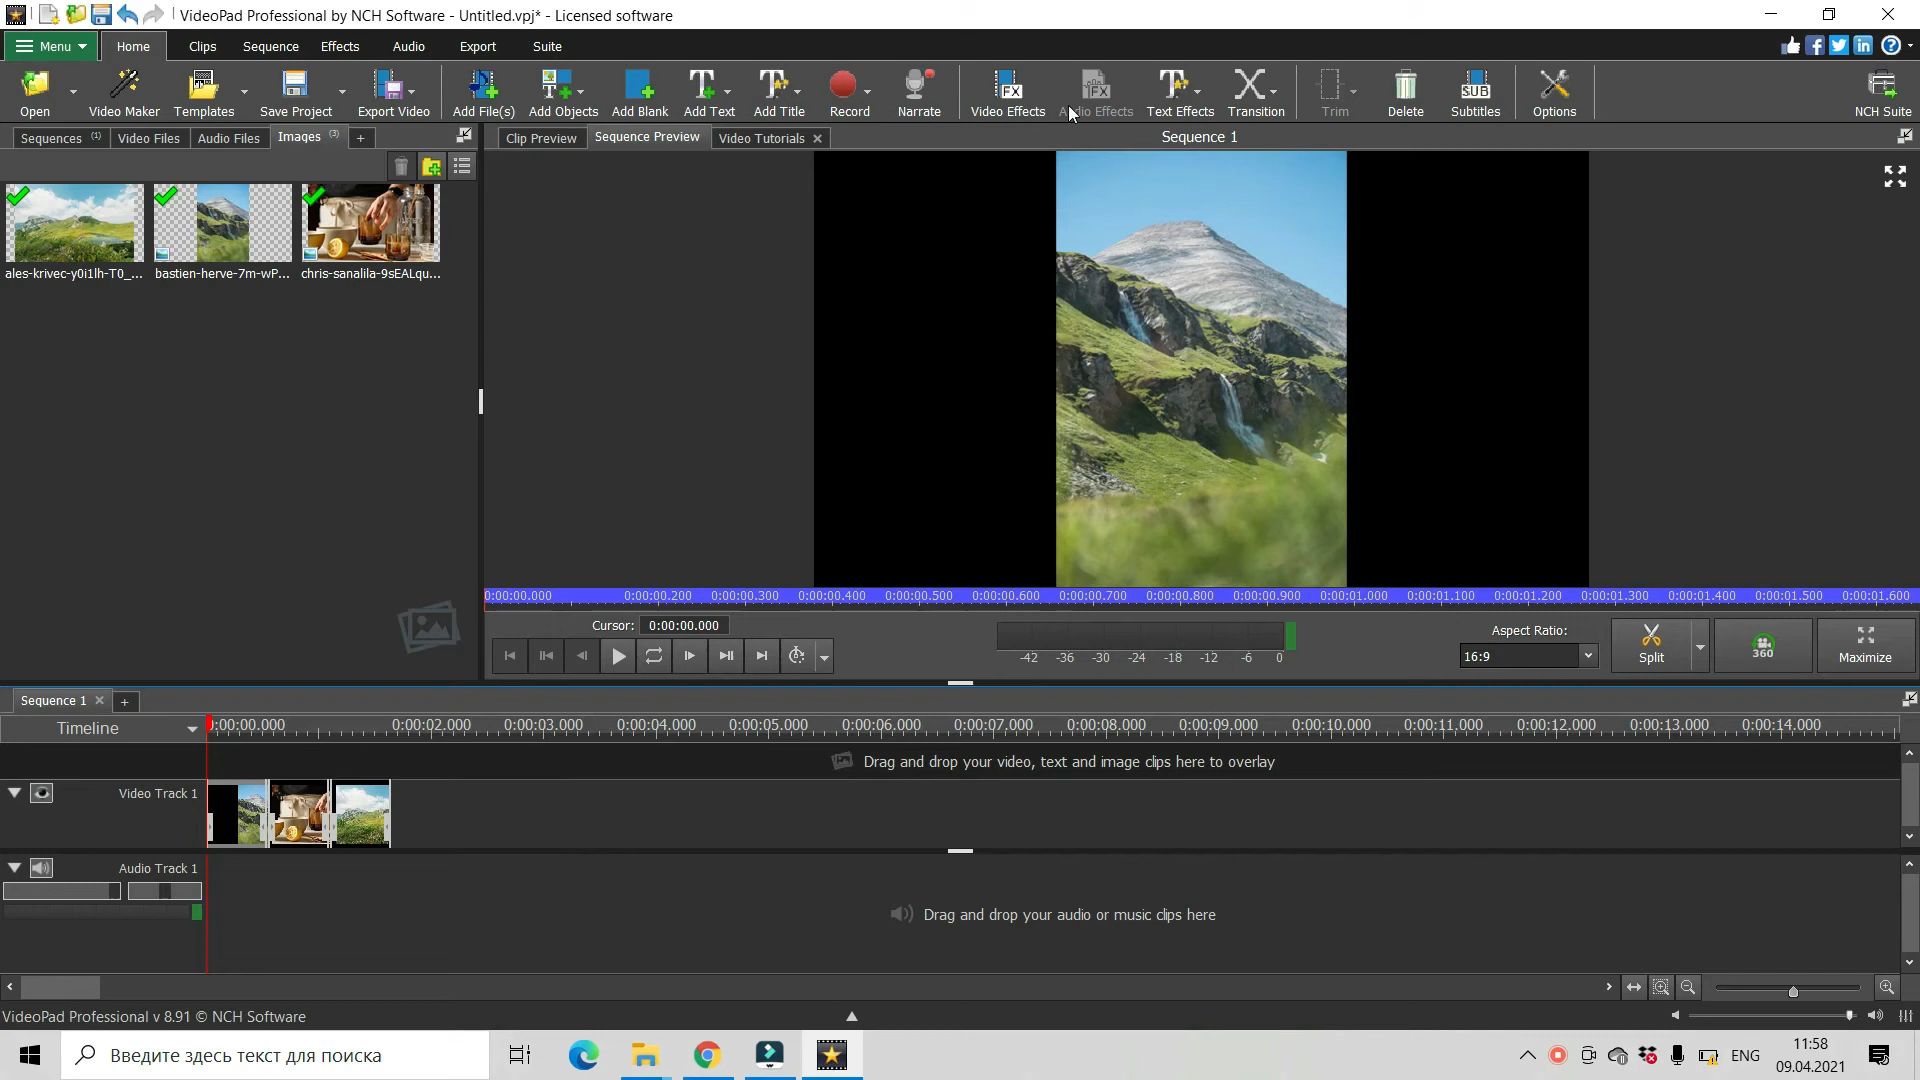 VideoPad Professional by NCH Software - Untitled.vpj* - Licensed software
Menu Home Clips Sequence Effects Audio Export Suite
Open Video Maker Templates Save Project Export Video Add File(s) Add Objects Add Blank Add Text Add Title Record Narrate Video Effects Audio Effects Text Effects Transition Trim Delete Subtitles Options NCH Suite
Sequences (1) Video Files Audio Files Images (3) + Clip Preview Sequence Preview Video Tutorials Sequence 1
ales-krivec-y0i1lh-T0_... bastien-herve-7m-wP... chris-sanalila-9sEALqu...
0:00:00.000 0:00:00.200 0:00:00.300 0:00:00.400 0:00:00.500 0:00:00.600 0:00:00.700 0:00:00.800 0:00:00.900 0:00:01.000 0:00:01.100 0:00:01.200 0:00:01.300 0:00:01.400 0:00:01.500 0:00:01.600
Cursor: 0:00:00.000
-42 -36 -30 -24 -18 -12 -6 0
Aspect Ratio:
16:9
Split 360 Maximize
Sequence 1 +
Timeline 0:00:00.000 0:00:02.000 0:00:03.000 0:00:04.000 0:00:05.000 0:00:06.000 0:00:07.000 0:00:08.000 0:00:09.000 0:00:10.000 0:00:11.000 0:00:12.000 0:00:13.000 0:00:14.000
Drag and drop your video, text and image clips here to overlay
Video Track 1
Audio Track 1
Drag and drop your audio or music clips here
VideoPad Professional v 8.91 © NCH Software
Введите здесь текст для поиска
ENG
11:58
09.04.2021